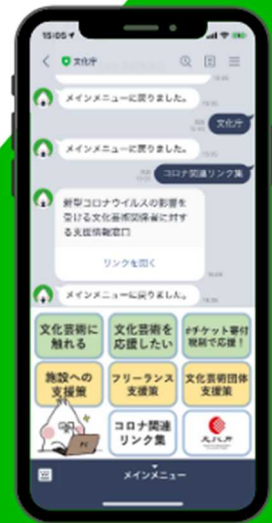 15:05
文化庁
メインメニューに戻りました。
文化庁
メインメニューに戻りました。
コロナ関連リンク集
新型コロナウイルスの影響を
受ける文化芸術関係者に対す
る支援情報窓口
リンクを開く
メインメニューに戻りました。
文化芸術に
触れる
文化芸術を
応援したい
#チケット寄付
税制で応援!
施設への
支援策
フリーランス
支援策
文化芸術団体
支援策
コロナ関連
リンク集
文化庁
メインメニュー